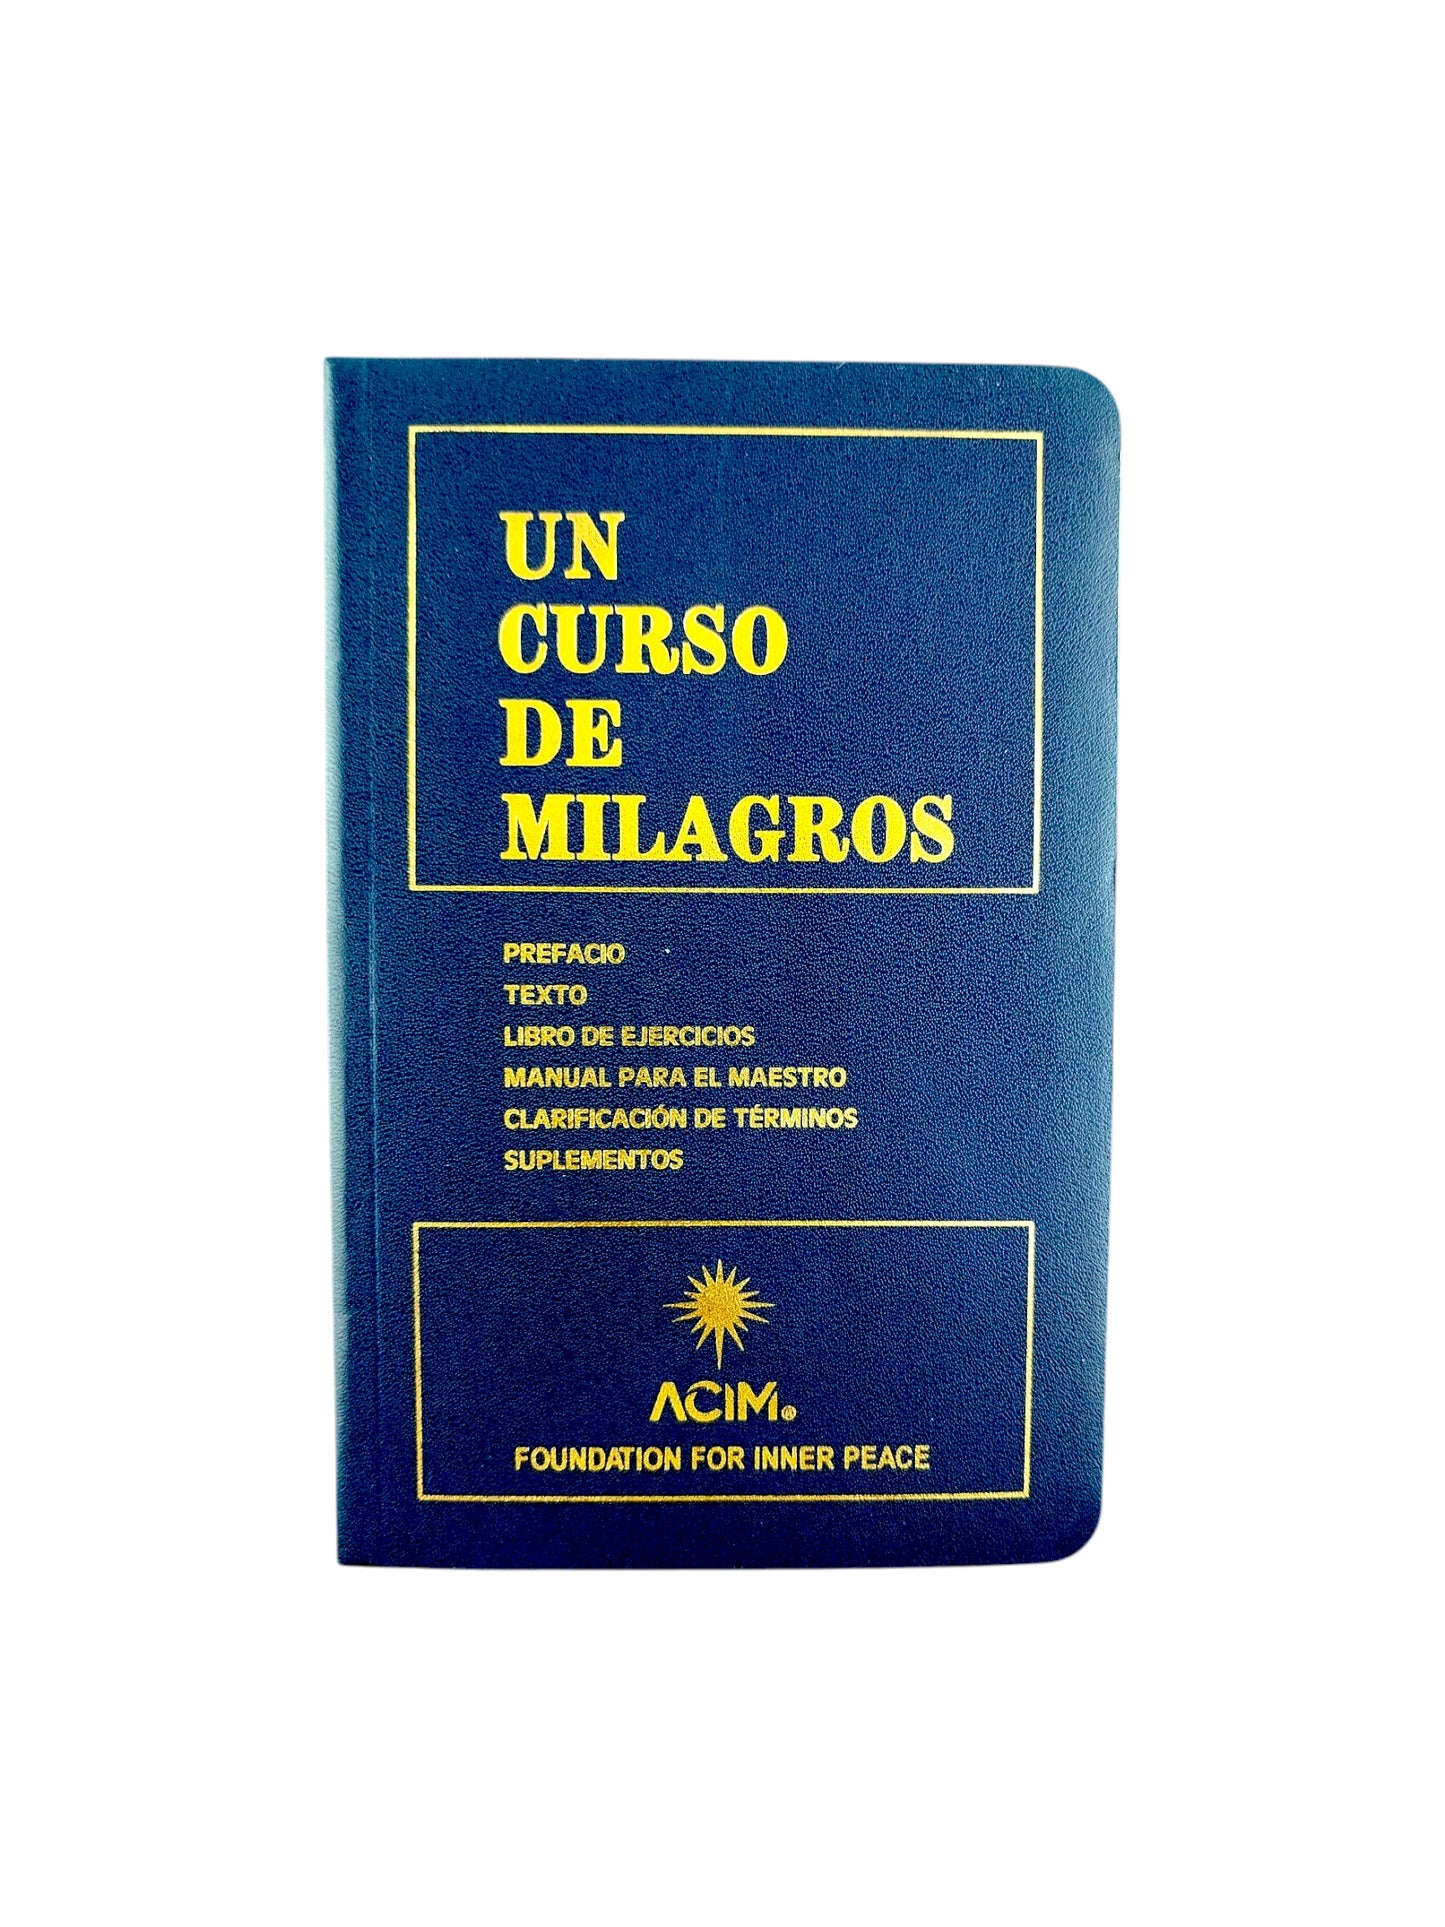 UN
CURSO
DE
MILAGROS
PREFACIO
TEXTO
LIBRO DE EJERCICIOS
MANUAL PARA EL MAESTRO
CLARIFICACIÓN DE TÉRMINOS
SUPLEMENTOS
ACIM®
FOUNDATION FOR INNER PEACE